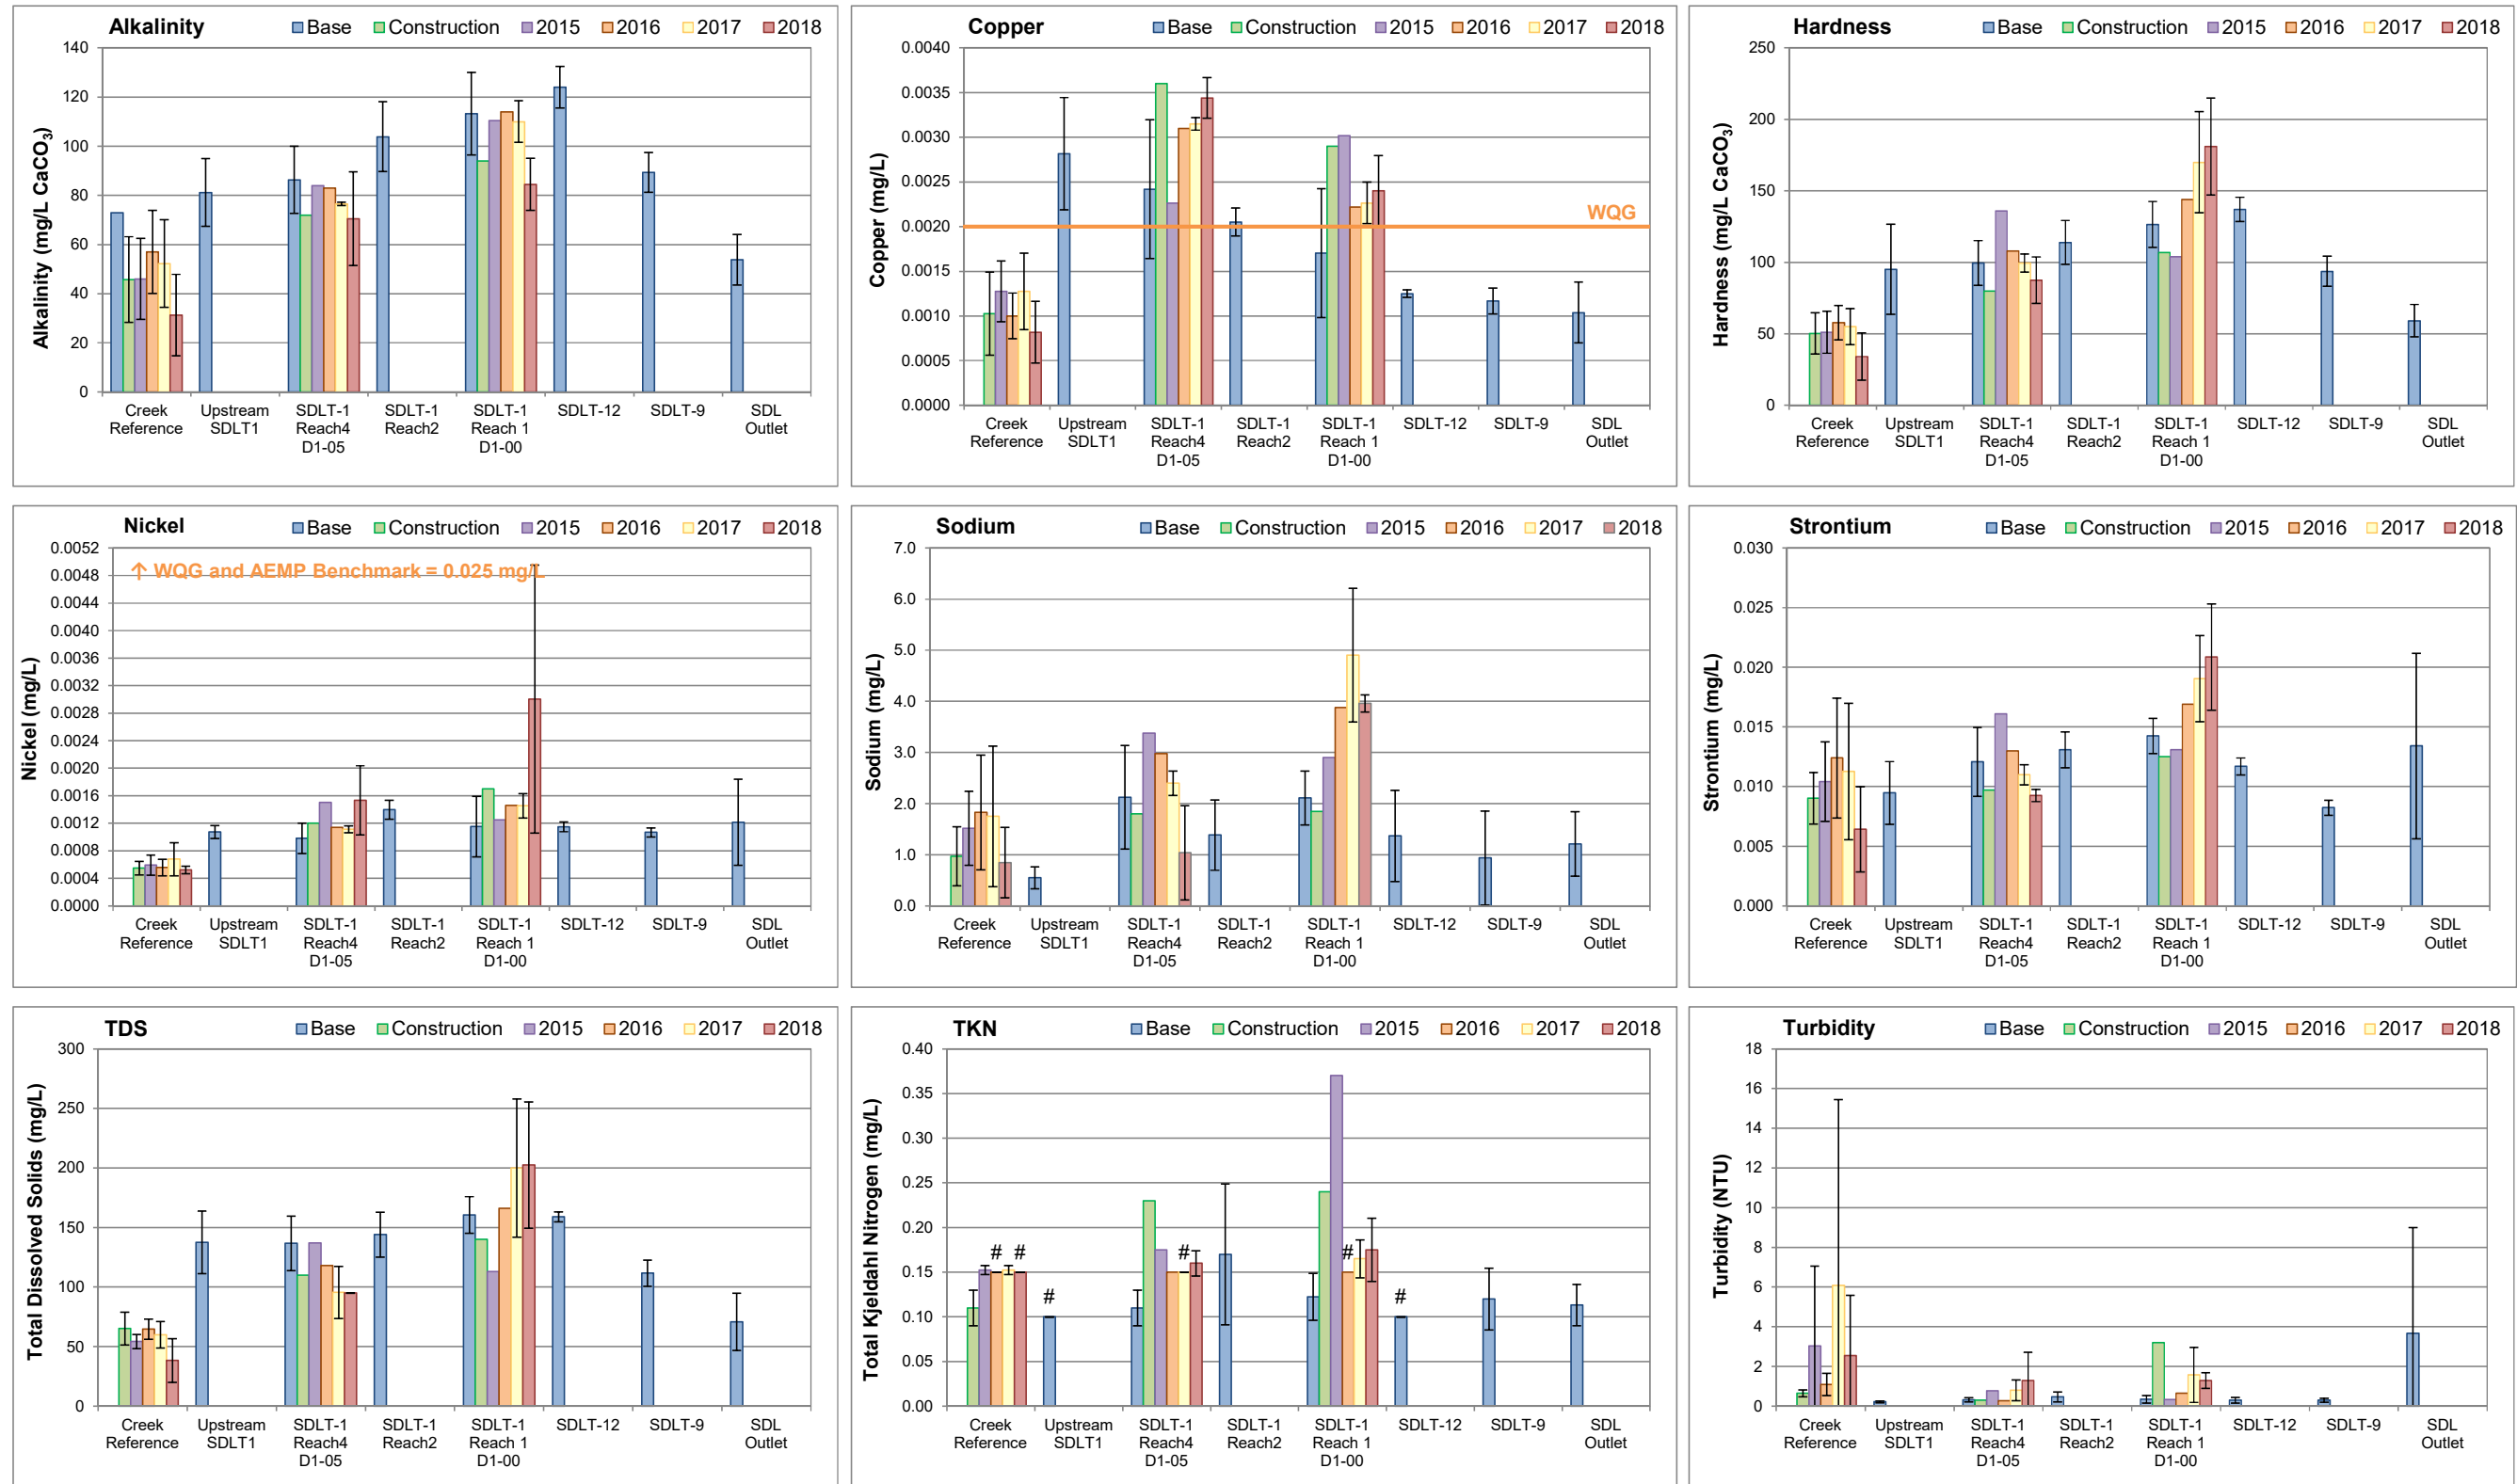 Alkalinity Base Construction 2015 2016 2017 2018
140
120
100
80
60
40
20
0
Alkalinity (mg/L CaCO₃)
Creek Upstream SDLT-1 SDLT-1 SDLT-1 SDLT-12 SDLT-9 SDL
Reference SDLT1 Reach4 Reach2 Reach 1 Outlet
D1-05 D1-00
Copper Base Construction 2015 2016 2017 2018
0.0040
0.0035
0.0030
0.0025
0.0020
0.0015
0.0010
0.0005
0.0000
Copper (mg/L)
WQG
Creek Upstream SDLT-1 SDLT-1 SDLT-1 SDLT-12 SDLT-9 SDL
Reference SDLT1 Reach4 Reach2 Reach 1 Outlet
D1-05 D1-00
Hardness Base Construction 2015 2016 2017 2018
250
200
150
100
50
0
Hardness (mg/L CaCO₃)
Creek Upstream SDLT-1 SDLT-1 SDLT-1 SDLT-12 SDLT-9 SDL
Reference SDLT1 Reach4 Reach2 Reach 1 Outlet
D1-05 D1-00
Nickel Base Construction 2015 2016 2017 2018
0.0052
0.0048
0.0044
0.0040
0.0036
0.0032
0.0028
0.0024
0.0020
0.0016
0.0012
0.0008
0.0004
0.0000
Nickel (mg/L)
↑ WQG and AEMP Benchmark = 0.025 mg/L
Creek Upstream SDLT-1 SDLT-1 SDLT-1 SDLT-12 SDLT-9 SDL
Reference SDLT1 Reach4 Reach2 Reach 1 Outlet
D1-05 D1-00
Sodium Base Construction 2015 2016 2017 2018
7.0
6.0
5.0
4.0
3.0
2.0
1.0
0.0
Sodium (mg/L)
Creek Upstream SDLT-1 SDLT-1 SDLT-1 SDLT-12 SDLT-9 SDL
Reference SDLT1 Reach4 Reach2 Reach 1 Outlet
D1-05 D1-00
Strontium Base Construction 2015 2016 2017 2018
0.030
0.025
0.020
0.015
0.010
0.005
0.000
Strontium (mg/L)
Creek Upstream SDLT-1 SDLT-1 SDLT-1 SDLT-12 SDLT-9 SDL
Reference SDLT1 Reach4 Reach2 Reach 1 Outlet
D1-05 D1-00
TDS Base Construction 2015 2016 2017 2018
300
250
200
150
100
50
0
Total Dissolved Solids (mg/L)
Creek Upstream SDLT-1 SDLT-1 SDLT-1 SDLT-12 SDLT-9 SDL
Reference SDLT1 Reach4 Reach2 Reach 1 Outlet
D1-05 D1-00
TKN Base Construction 2015 2016 2017 2018
0.40
0.35
0.30
0.25
0.20
0.15
0.10
0.05
0.00
Total Kjeldahl Nitrogen (mg/L)
# # # #
# #
Creek Upstream SDLT-1 SDLT-1 SDLT-1 SDLT-12 SDLT-9 SDL
Reference SDLT1 Reach4 Reach2 Reach 1 Outlet
D1-05 D1-00
Turbidity Base Construction 2015 2016 2017 2018
18
16
14
12
10
8
6
4
2
0
Turbidity (NTU)
Creek Upstream SDLT-1 SDLT-1 SDLT-1 SDLT-12 SDLT-9 SDL
Reference SDLT1 Reach4 Reach2 Reach 1 Outlet
D1-05 D1-00